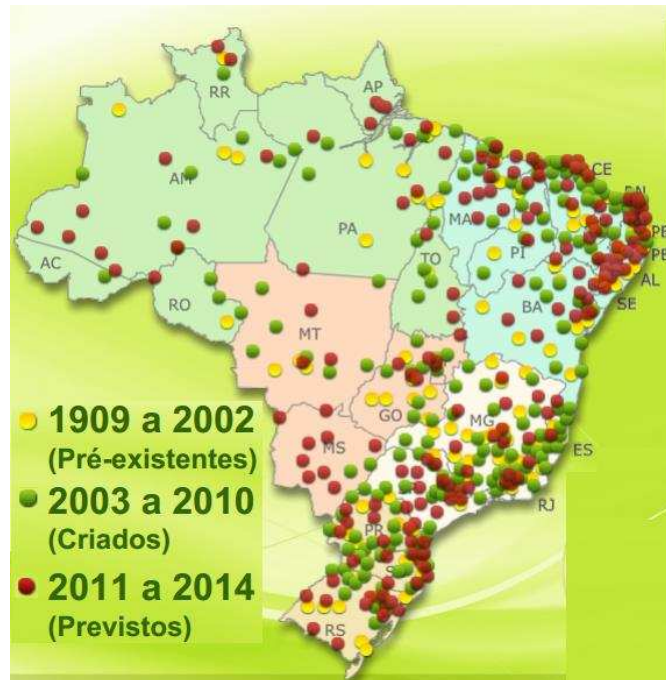 RR
AP
AM
PA
MA
CE
RN
PB
PE
AL
SE
PI
AC
TO
RO
BA
MT
GO
MG
ES
MS
RJ
PR
S
RS
1909 a 2002
(Pré-existentes)
2003 a 2010
(Criados)
2011 a 2014
(Previstos)